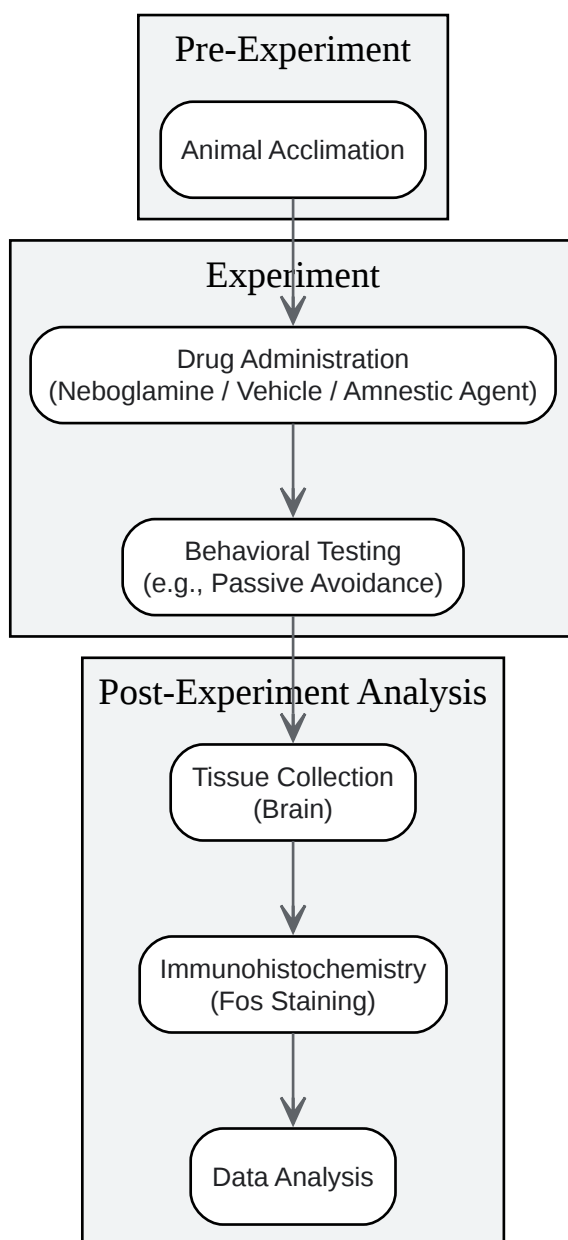 Pre-Experiment
Animal Acclimation
Experiment
Drug Administration
(Neboglamine / Vehicle / Amnestic Agent)
Behavioral Testing
(e.g., Passive Avoidance)
Post-Experiment Analysis
Tissue Collection
(Brain)
Immunohistochemistry
(Fos Staining)
Data Analysis